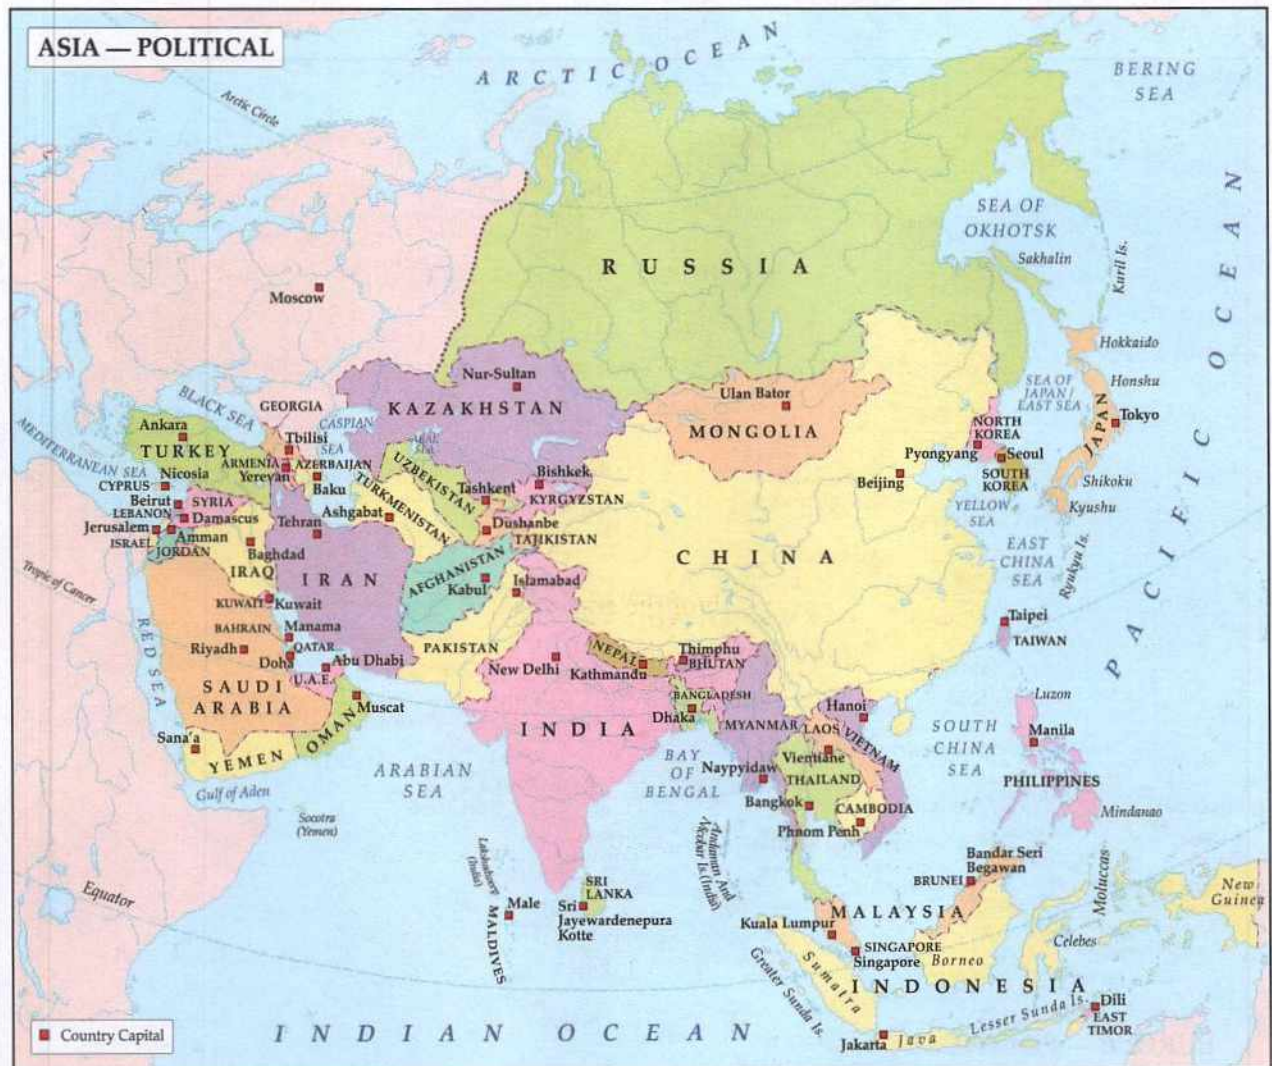 ASIA — POLITICAL
ARCTIC OCEAN
BERING
SEA
Arctic Circle
SEA OF
OKHOTSK
Sakhalin
Kuril Is.
RUSSIA
Moscow
PACIFIC OCEAN
Hokkaido
Honshu
SEA OF
JAPAN/
EAST SEA
JAPAN
Tokyo
Shikoku
Kyushu
Nur-Sultan
KAZAKHSTAN
Ulan Bator
MONGOLIA
NORTH
KOREA
Pyongyang
Seoul
SOUTH
KOREA
Beijing
YELLOW
SEA
BLACK SEA
GEORGIA
Tbilisi
CASPIAN
SEA
ARAL
SEA
Ankara
TURKEY
ARMENIA
Yerevan
AZERBAIJAN
Baku
UZBEKISTAN
Tashkent
Bishkek
KYRGYZSTAN
TURKMENISTAN
Ashgabat
Dushanbe
TAJIKISTAN
MEDITERRANEAN SEA
CYPRUS
Nicosia
Beirut
LEBANON
SYRIA
Damascus
Jerusalem
ISRAEL
Amman
JORDAN
Baghdad
IRAQ
Tehran
IRAN
AFGHANISTAN
Kabul
Islamabad
PAKISTAN
CHINA
EAST
CHINA
SEA
Ryukyu Is.
Taipei
TAIWAN
Tropic of Cancer
KUWAIT
Kuwait
BAHRAIN
Manama
QATAR
Doha
Riyadh
Abu Dhabi
U.A.E.
SAUDI
ARABIA
RED SEA
Muscat
OMAN
Sana'a
YEMEN
Gulf of Aden
Socotra
(Yemen)
ARABIAN
SEA
New Delhi
NEPAL
Kathmandu
Thimphu
BHUTAN
BANGLADESH
Dhaka
INDIA
BAY
OF
BENGAL
MYANMAR
Naypyidaw
Hanoi
LAOS
VIETNAM
Vientiane
THAILAND
Bangkok
CAMBODIA
Phnom Penh
SOUTH
CHINA
SEA
Luzon
Manila
PHILIPPINES
Mindanao
Andaman And
Nicobar Is.(India)
Lakshadweep
(India)
Male
MALDIVES
SRI
LANKA
Sri
Jayewardenepura
Kotte
Equator
Bandar Seri
Begawan
BRUNEI
MALAYSIA
Kuala Lumpur
SINGAPORE
Singapore
Borneo
Celebes
Moluccas
New
Guinea
Sumatra
Greater Sunda Is.
INDONESIA
Lesser Sunda Is.
Dili
EAST
TIMOR
Jakarta
Java
INDIAN OCEAN
Country Capital